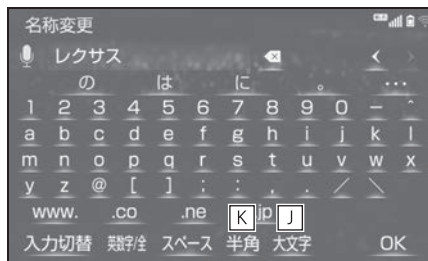 名称変更
レクサス
の は に 。 …
1 2 3 4 5 6 7 8 9 0 - ^
a b c d e f g h i j k l
m n o p q r s t u v w x
y z @ [ ] ; : , . / \
www. .co .ne K jp J
入力切替 英数字/全 スペース 半角 大文字 OK